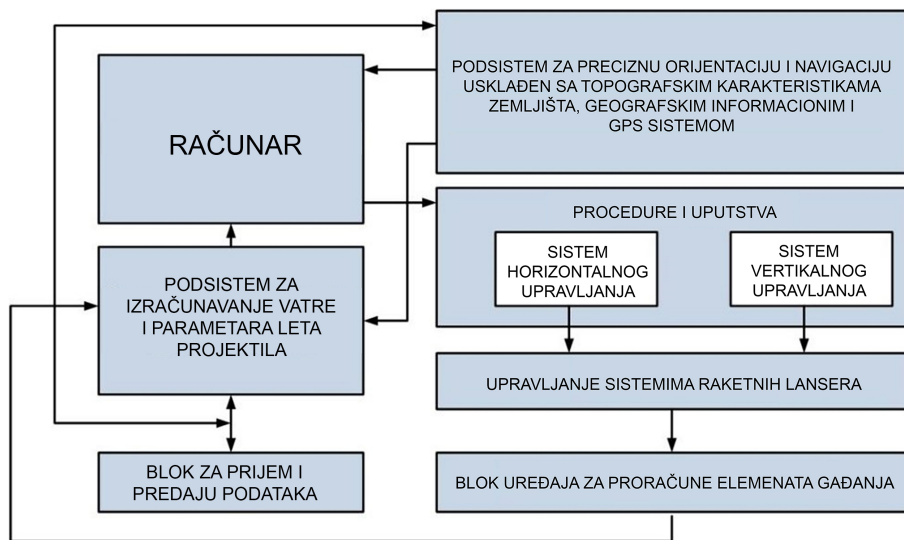 PODSISTEM ZA PRECIZNU ORIJENTACIJU I NAVIGACIJU
USKLAĐEN SA TOPOGRAFSKIM KARAKTERISTIKAMA
ZEMLJIŠTA, GEOGRAFSKIM INFORMACIONIM I
GPS SISTEMOM
RAČUNAR
PROCEDURE I UPUTSTVA
SISTEM
HORIZONTALNOG
UPRAVLJANJA
SISTEM
VERTIKALNOG
UPRAVLJANJA
PODSISTEM ZA
IZRAČUNAVANJE VATRE
I PARAMETARA LETA
PROJEKTILA
UPRAVLJANJE SISTEMIMA RAKETNIH LANSERA
BLOK ZA PRIJEM I
PREDAJU PODATAKA
BLOK UREĐAJA ZA PRORAČUNE ELEMENATA GAĐANJA